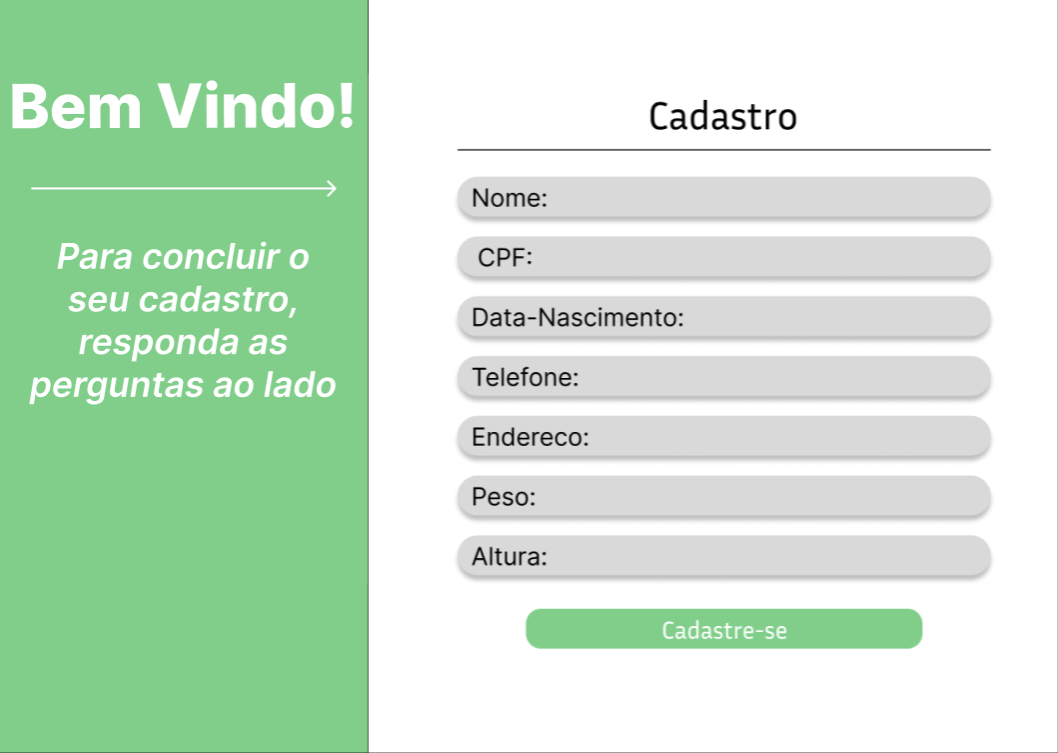 Bem Vindo!
Para concluir o
seu cadastro,
responda as
perguntas ao lado
Cadastro
Nome:
CPF:
Data-Nascimento:
Telefone:
Endereco:
Peso:
Altura:
Cadastre-se